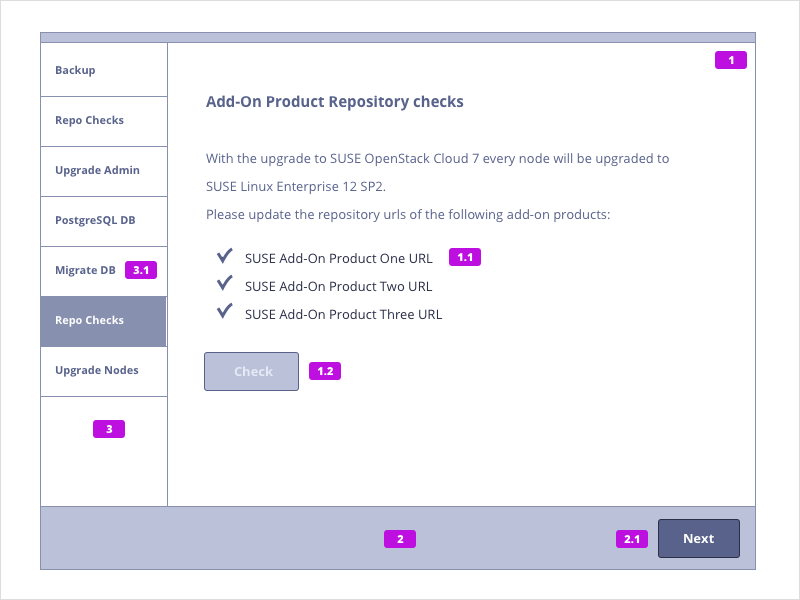 1
Backup
Repo Checks
Upgrade Admin
PostgreSQL DB
Migrate DB 3.1
Repo Checks
Upgrade Nodes
3
Add-On Product Repository checks
With the upgrade to SUSE OpenStack Cloud 7 every node will be upgraded to
SUSE Linux Enterprise 12 SP2.
Please update the repository urls of the following add-on products:
SUSE Add-On Product One URL 1.1
SUSE Add-On Product Two URL
SUSE Add-On Product Three URL
Check 1.2
2
2.1 Next